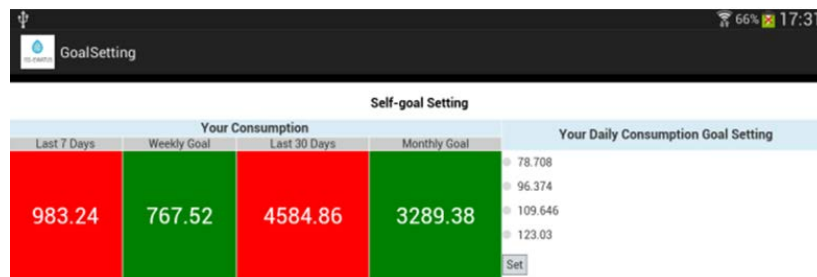 66% 17:31
GoalSetting
Self-goal Setting
Your Consumption
Your Daily Consumption Goal Setting
Last 7 Days Weekly Goal Last 30 Days Monthly Goal
983.24 767.52 4584.86 3289.38
78.708
96.374
109.646
123.03
Set